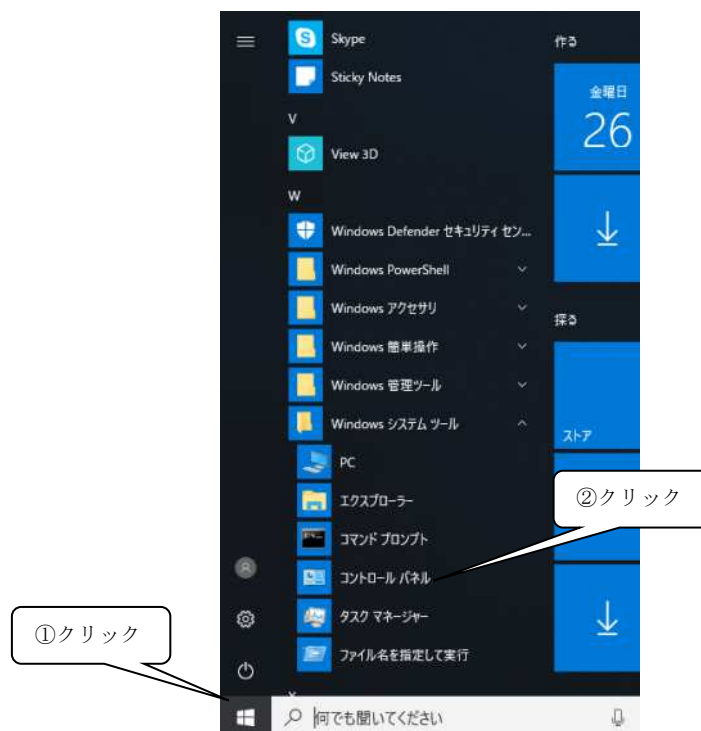 Skype
Sticky Notes
V
View 3D
W
Windows Defender セキュリティ セン...
Windows PowerShell
Windows アクセサリ
Windows 簡単操作
Windows 管理ツール
Windows システム ツール
PC
エクスプローラー
コマンド プロンプト
コントロール パネル
タスク マネージャー
ファイル名を指定して実行
何でも聞いてください
作る
金曜日
26
探る
ストア
①クリック
②クリック